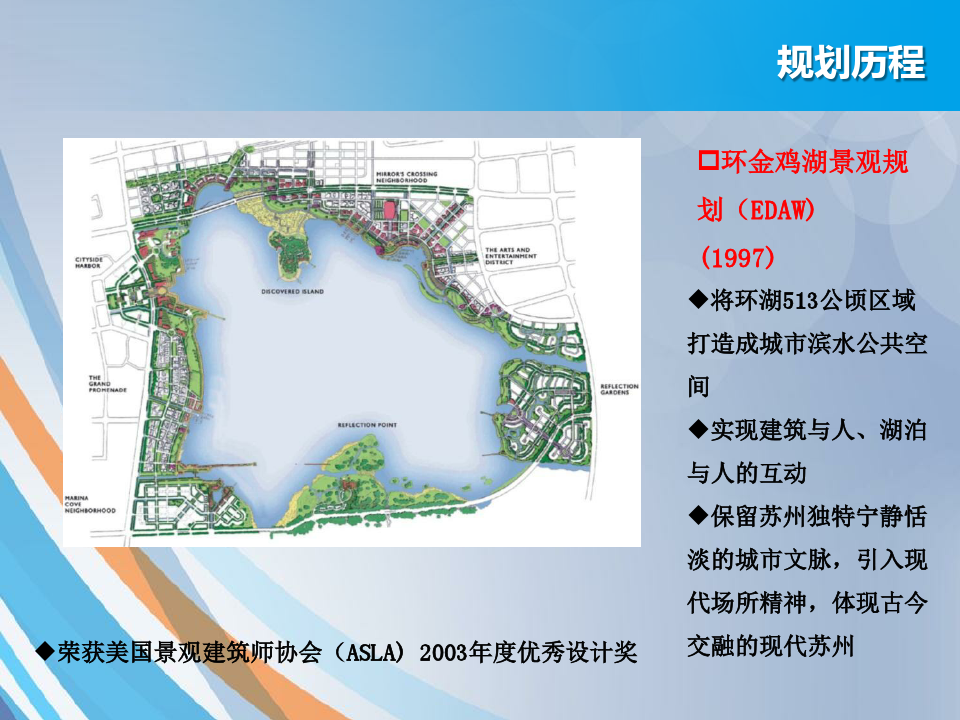 规划历程
MIRROR'S CROSSING
NEIGHBORHOOD
THE ARTS AND
ENTERTAINMENT
DISTRICT
CITYSIDE
HARBOR
DISCOVERED ISLAND
THE
GRAND
PROMENADE
REFLECTION
GARDENS
REFLECTION POINT
MARINA
COVE
NEIGHBORHOOD
环金鸡湖景观规
划（EDAW)
(1997)
◆将环湖513公顷区域
打造成城市滨水公共空
间
◆实现建筑与人、湖泊
与人的互动
◆保留苏州独特宁静恬
淡的城市文脉，引入现
代场所精神，体现古今
交融的现代苏州
◆荣获美国景观建筑师协会（ASLA) 2003年度优秀设计奖